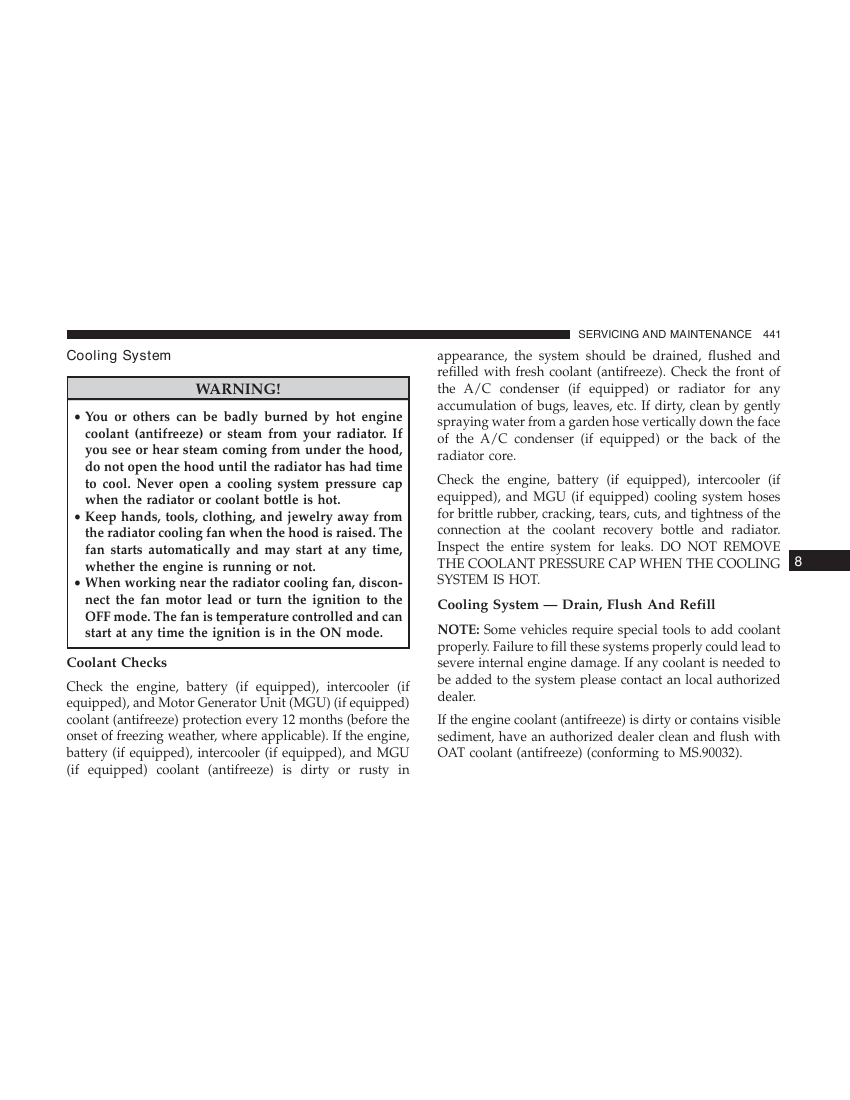 SERVICING AND MAINTENANCE 441
Cooling System
WARNING!
• You or others can be badly burned by hot engine
coolant (antifreeze) or steam from your radiator. If
you see or hear steam coming from under the hood,
do not open the hood until the radiator has had time
to cool. Never open a cooling system pressure cap
when the radiator or coolant bottle is hot.
• Keep hands, tools, clothing, and jewelry away from
the radiator cooling fan when the hood is raised. The
fan starts automatically and may start at any time,
whether the engine is running or not.
• When working near the radiator cooling fan, discon-
nect the fan motor lead or turn the ignition to the
OFF mode. The fan is temperature controlled and can
start at any time the ignition is in the ON mode.
Coolant Checks
Check the engine, battery (if equipped), intercooler (if
equipped), and Motor Generator Unit (MGU) (if equipped)
coolant (antifreeze) protection every 12 months (before the
onset of freezing weather, where applicable). If the engine,
battery (if equipped), intercooler (if equipped), and MGU
(if equipped) coolant (antifreeze) is dirty or rusty in
appearance, the system should be drained, flushed and
refilled with fresh coolant (antifreeze). Check the front of
the A/C condenser (if equipped) or radiator for any
accumulation of bugs, leaves, etc. If dirty, clean by gently
spraying water from a garden hose vertically down the face
of the A/C condenser (if equipped) or the back of the
radiator core.
Check the engine, battery (if equipped), intercooler (if
equipped), and MGU (if equipped) cooling system hoses
for brittle rubber, cracking, tears, cuts, and tightness of the
connection at the coolant recovery bottle and radiator.
Inspect the entire system for leaks. DO NOT REMOVE
THE COOLANT PRESSURE CAP WHEN THE COOLING
SYSTEM IS HOT.
Cooling System — Drain, Flush And Refill
NOTE: Some vehicles require special tools to add coolant
properly. Failure to fill these systems properly could lead to
severe internal engine damage. If any coolant is needed to
be added to the system please contact an local authorized
dealer.
If the engine coolant (antifreeze) is dirty or contains visible
sediment, have an authorized dealer clean and flush with
OAT coolant (antifreeze) (conforming to MS.90032).
8